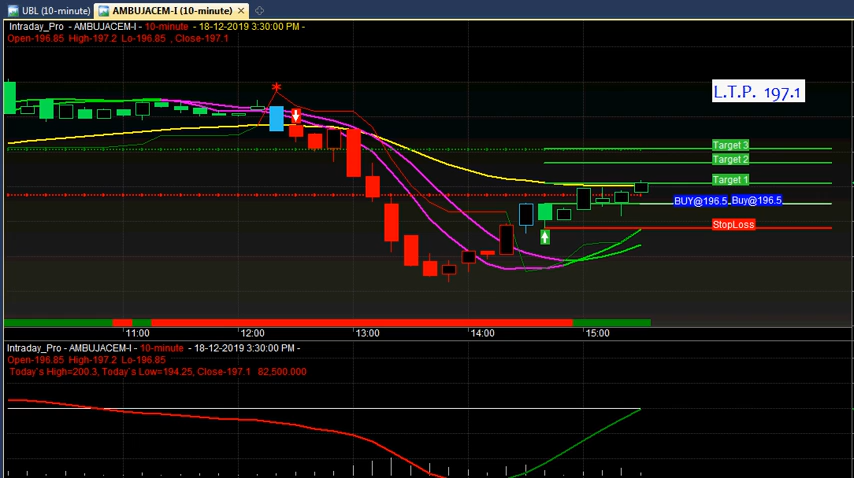 UBL (10-minute) AMBUJACEM-I (10-minute)
Intraday_Pro - AMBUJACEM-I - 10-minute - 18-12-2019 3:30:00 PM -
Open-196.85 High-197.2 Lo-196.85 , Close-197.1
L.T.P. 197.1
Target 3
Target 2
Target 1
BUY@196.5 Buy@196.5
StopLoss
11:00 12:00 13:00 14:00 15:00
Intraday_Pro - AMBUJACEM-I - 10-minute - 18-12-2019 3:30:00 PM -
Open-196.85 High-197.2 Lo-196.85
Today`s High=200.3, Today`s Low=194.25, Close-197.1 82,500.000